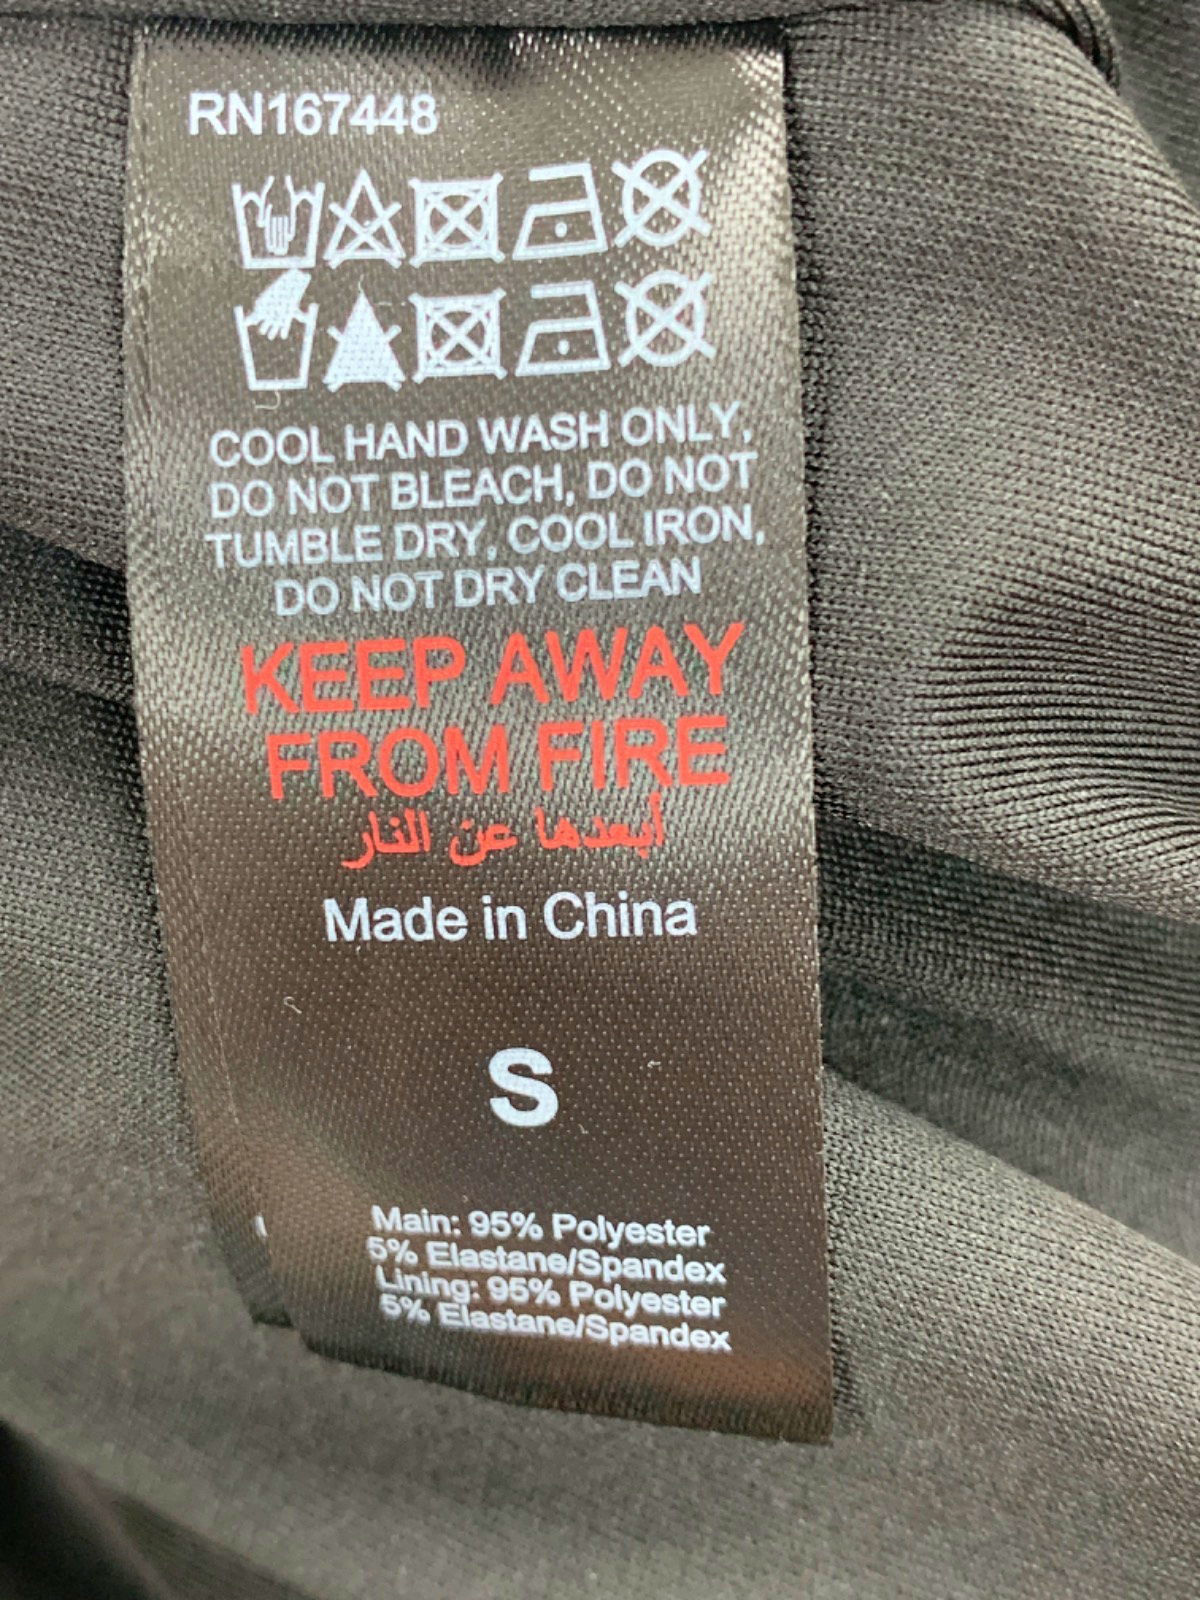 RN167448
COOL HAND WASH ONLY,
DO NOT BLEACH, DO NOT
TUMBLE DRY, COOL IRON,
DO NOT DRY CLEAN
KEEP AWAY
FROM FIRE
أبعدها عن النار
Made in China
S
Main: 95% Polyester
5% Elastane/Spandex
Lining: 95% Polyester
5% Elastane/Spandex